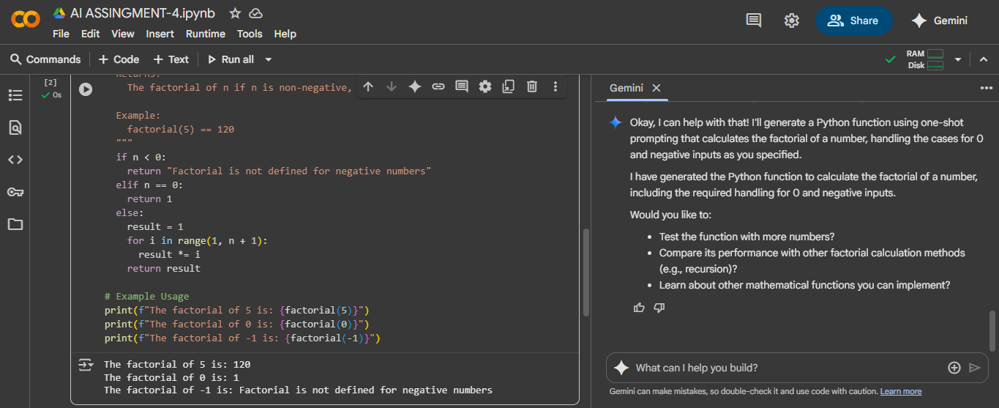 AI ASSINGMENT-4.ipynb
File Edit View Insert Runtime Tools Help
Share
Gemini
Commands + Code + Text Run all
RAM
Disk
[2]
0s
Returns:
The factorial of n if n is non-negative,
Example:
factorial(5) == 120
"""
if n < 0:
return "Factorial is not defined for negative numbers"
elif n == 0:
return 1
else:
result = 1
for i in range(1, n + 1):
result *= i
return result
# Example Usage
print(f"The factorial of 5 is: {factorial(5)}")
print(f"The factorial of 0 is: {factorial(0)}")
print(f"The factorial of -1 is: {factorial(-1)}")
The factorial of 5 is: 120
The factorial of 0 is: 1
The factorial of -1 is: Factorial is not defined for negative numbers
Gemini
Okay, I can help with that! I'll generate a Python function using one-shot
prompting that calculates the factorial of a number, handling the cases for 0
and negative inputs as you specified.
I have generated the Python function to calculate the factorial of a number,
including the required handling for 0 and negative inputs.
Would you like to:
• Test the function with more numbers?
• Compare its performance with other factorial calculation methods
(e.g., recursion)?
• Learn about other mathematical functions you can implement?
What can I help you build?
Gemini can make mistakes, so double-check it and use code with caution. Learn more